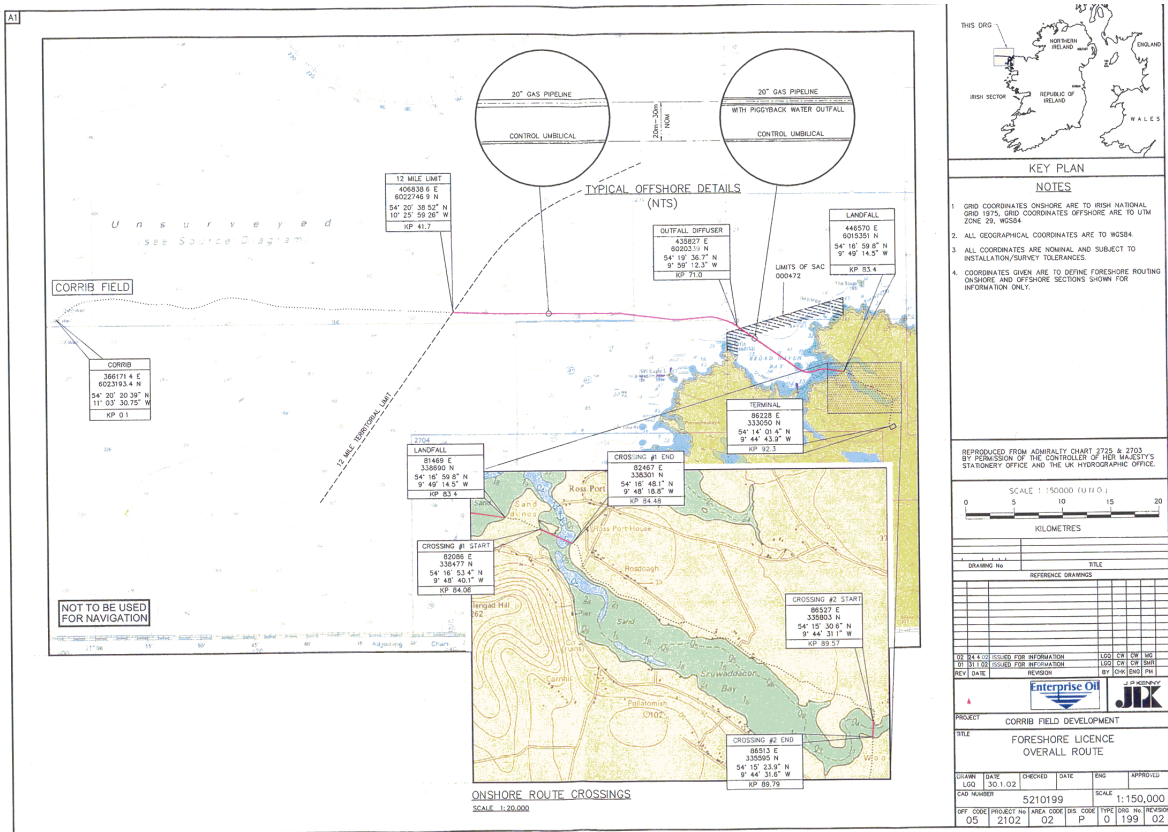 A1
20" GAS PIPELINE
CONTROL UMBILICAL
20m-30m
NOM
20" GAS PIPELINE
WITH PIGGYBACK WATER OUTFALL
CONTROL UMBILICAL
TYPICAL OFFSHORE DETAILS
(NTS)
12 MILE LIMIT
406838 6 E
6022746 9 N
54° 20' 38 52" N
10° 25' 59.26" W
KP 41.7
Unsurveyed
(see Source Diagram)
OUTFALL DIFFUSER
435827 E
54° 19' 36.7" N
9° 59' 12.3" W
KP 71.0
LANDFALL
446570 E
6015351 N
54° 16' 59 8" N
9° 49' 14.5" W
KP 83.4
LIMITS OF SAC
000472
CORRIB FIELD
CORRIB
366171 4 E
6023193.4 N
54° 20' 20 39" N
11° 03' 30.75" W
KP 0 1
12 MILE TERRITORIAL LIMIT
BROAD HAVEN
BAY
TERMINAL
86228 E
333050 N
54° 14' 01 4" N
9° 44' 43.9" W
KP 92.3
2704
LANDFALL
81469 E
338690 N
54° 16' 59 8" N
9° 49' 14 5" W
KP 83 4
CROSSING #1 END
82467 E
338301 N
54° 16' 48.1" N
9° 48' 18.8" W
KP 84.48
Ross Port
Sand
dunes
Ross Port House
CROSSING #1 START
82086 E
338477 N
54° 16' 53 4" N
9° 48' 40.1" W
KP 84.06
Rosdoagh
262
Pier
Sand
CROSSING #2 START
86527 E
335803 N
54° 15' 30 6" N
9° 44' 31 1" W
KP 89.57
Sruwaddacon
Bay
Pollatomish
CROSSING #2 END
86513 E
335595 N
54° 15' 23.9" N
9° 44' 31.6" W
KP 89.79
NOT TO BE USED
FOR NAVIGATION
Adjoining Chart
ONSHORE ROUTE CROSSINGS
SCALE 1:20,000
THIS DRG
NORTHERN
IRELAND
ENGLAND
IRISH SECTOR
REPUBLIC OF
IRELAND
WALES
KEY PLAN
NOTES
1 GRID COORDINATES ONSHORE ARE TO IRISH NATIONAL
GRID 1975, GRID COORDINATES OFFSHORE ARE TO UTM
ZONE 29, WGS84
2. ALL GEOGRAPHICAL COORDINATES ARE TO WGS84.
3 ALL COORDINATES ARE NOMINAL AND SUBJECT TO
INSTALLATION/SURVEY TOLERANCES.
4. COORDINATES GIVEN ARE TO DEFINE FORESHORE ROUTING
ONSHORE AND OFFSHORE SECTIONS SHOWN FOR
INFORMATION ONLY.
REPRODUCED FROM ADMIRALTY CHART 2725 & 2703
BY PERMISSION OF THE CONTROLLER OF HER MAJESTY'S
STATIONERY OFFICE AND THE UK HYDROGRAPHIC OFFICE.
SCALE 1 150000 (U N O )
0 5 10 15 20
KILOMETRES
DRAWING No TITLE
REFERENCE DRAWINGS
02 24 4 02 ISSUED FOR INFORMATION LGQ CW CW MG
01 31 1 02 ISSUED FOR INFORMATION LGQ CW CW SMR
REV DATE REVISION BY CHK ENG PM
Enterprise Oil
J P KENNY
JPK
PROJECT CORRIB FIELD DEVELOPMENT
TITLE
FORESHORE LICENCE
OVERALL ROUTE
DRAWN DATE CHECKED DATE ENG APPROVED
LGQ 30.1.02
CAD NUMBER 5210199 SCALE 1:150,000
OFF CODE PROJECT No AREA CODE DIS. CODE TYPE DRG. No. REVISION
05 2102 02 P 0 199 02